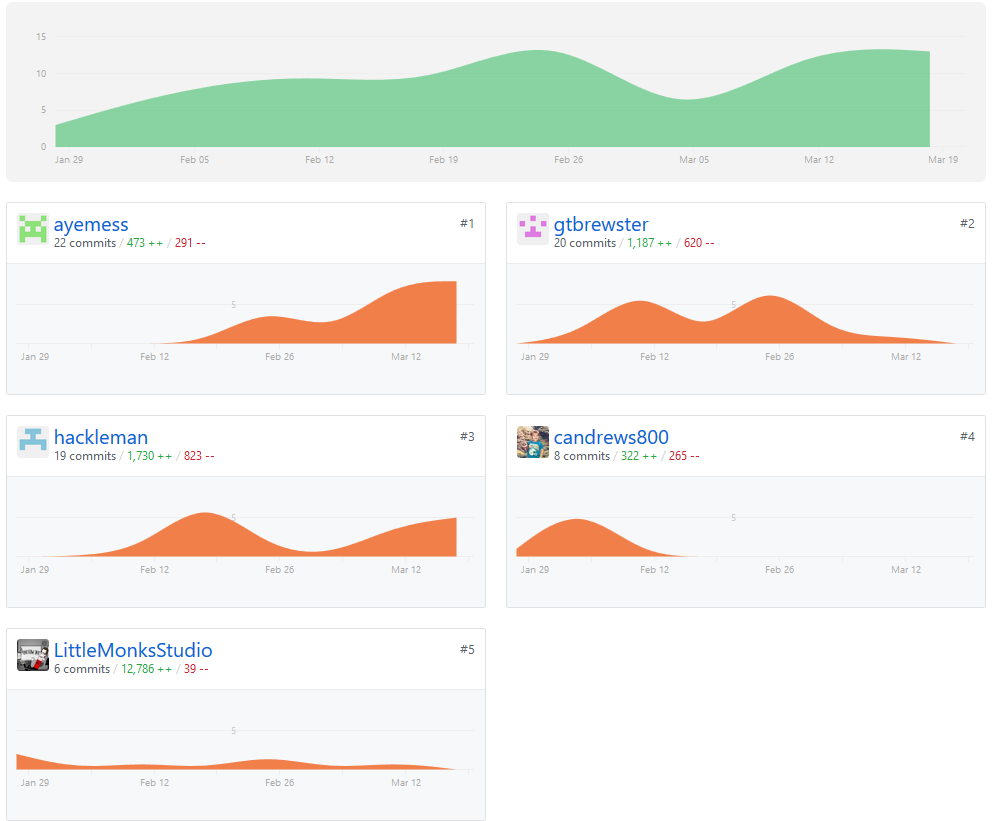 15
10
5
0
Jan 29 Feb 05 Feb 12 Feb 19 Feb 26 Mar 05 Mar 12 Mar 19
ayemess #1
22 commits / 473 ++ / 291 --
5
Jan 29 Feb 12 Feb 26 Mar 12
gtbrewster #2
20 commits / 1,187 ++ / 620 --
5
Jan 29 Feb 12 Feb 26 Mar 12
hackleman #3
19 commits / 1,730 ++ / 823 --
5
Jan 29 Feb 12 Feb 26 Mar 12
candrews800 #4
8 commits / 322 ++ / 265 --
5
Jan 29 Feb 12 Feb 26 Mar 12
LittleMonksStudio #5
6 commits / 12,786 ++ / 39 --
5
Jan 29 Feb 12 Feb 26 Mar 12